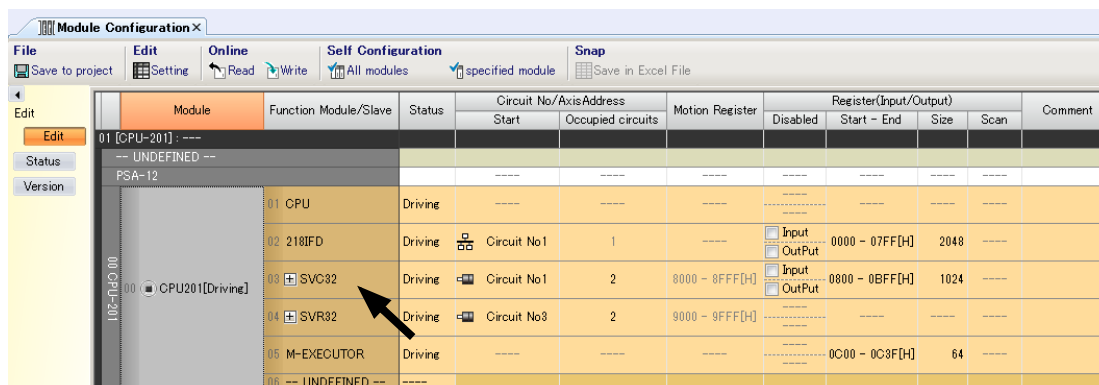 Module Configuration×
File Edit Online Self Configuration Snap
Save to project Setting Read Write All modules specified module Save in Excel File
Edit
Edit
Status
Version
Module Function Module/Slave Status Circuit No/AxisAddress Motion Register Register(Input/Output) Comment
Start Occupied circuits Disabled Start - End Size Scan
01 [CPU-201] : ---
-- UNDEFINED --
PSA-12 ---- ---- ---- ---- ---- ---- ----
00 CPU-201
00 CPU201[Driving]
01 CPU Driving ---- ---- ---- ---- ---- ---- ---- ----
02 218IFD Driving Circuit No1 1 ---- Input OutPut 0000 - 07FF[H] 2048 ----
03 SVC32 Driving Circuit No1 2 8000 - 8FFF[H] Input OutPut 0800 - 0BFF[H] 1024 ----
04 SVR32 Driving Circuit No3 2 9000 - 9FFF[H] ---- ---- ---- ---- ----
05 M-EXECUTOR Driving ---- ---- ---- ---- ---- 0C00 - 0C3F[H] 64 ----
06 -- UNDEFINED -- ----